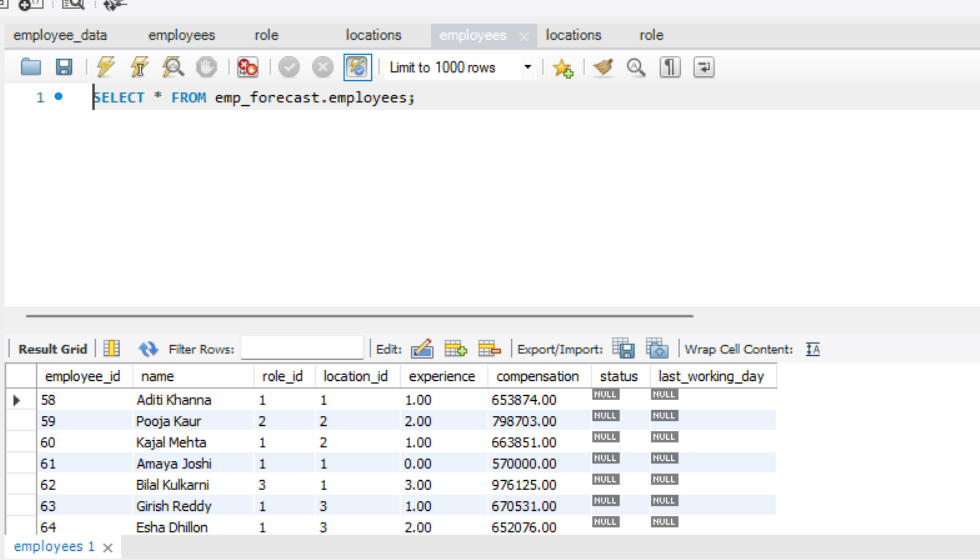 employee_data employees role locations employees locations role
Limit to 1000 rows
1 SELECT * FROM emp_forecast.employees;
Result Grid Filter Rows: Edit: Export/Import: Wrap Cell Content:
employee_id name role_id location_id experience compensation status last_working_day
58 Aditi Khanna 1 1 1.00 653874.00 NULL NULL
59 Pooja Kaur 2 2 2.00 798703.00 NULL NULL
60 Kajal Mehta 1 2 1.00 663851.00 NULL NULL
61 Amaya Joshi 1 1 0.00 570000.00 NULL NULL
62 Bilal Kulkarni 3 1 3.00 976125.00 NULL NULL
63 Girish Reddy 1 3 1.00 670531.00 NULL NULL
64 Esha Dhillon 1 3 2.00 652076.00 NULL NULL
employees 1